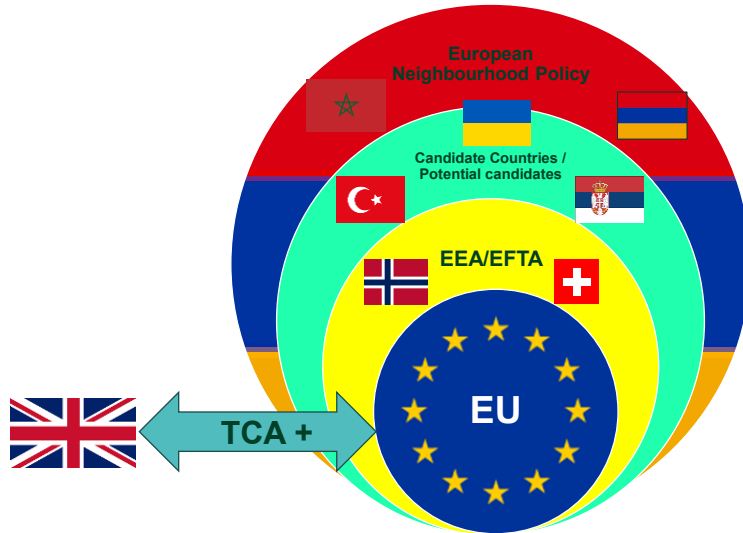 European
Neighbourhood Policy
Candidate Countries /
Potential candidates
EEA/EFTA
EU
TCA +